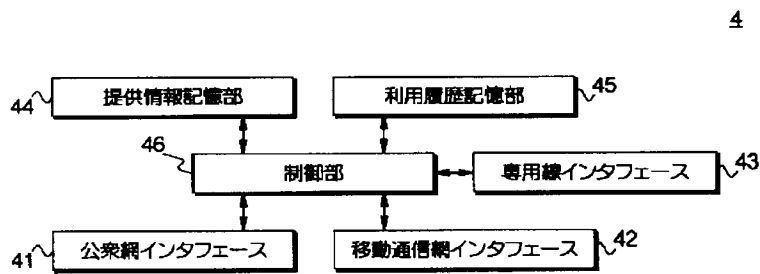 4
44 提供情報記憶部
利用履歴記憶部 45
46 制御部
専用線インタフェース 43
41 公衆網インタフェース
移動通信網インタフェース 42